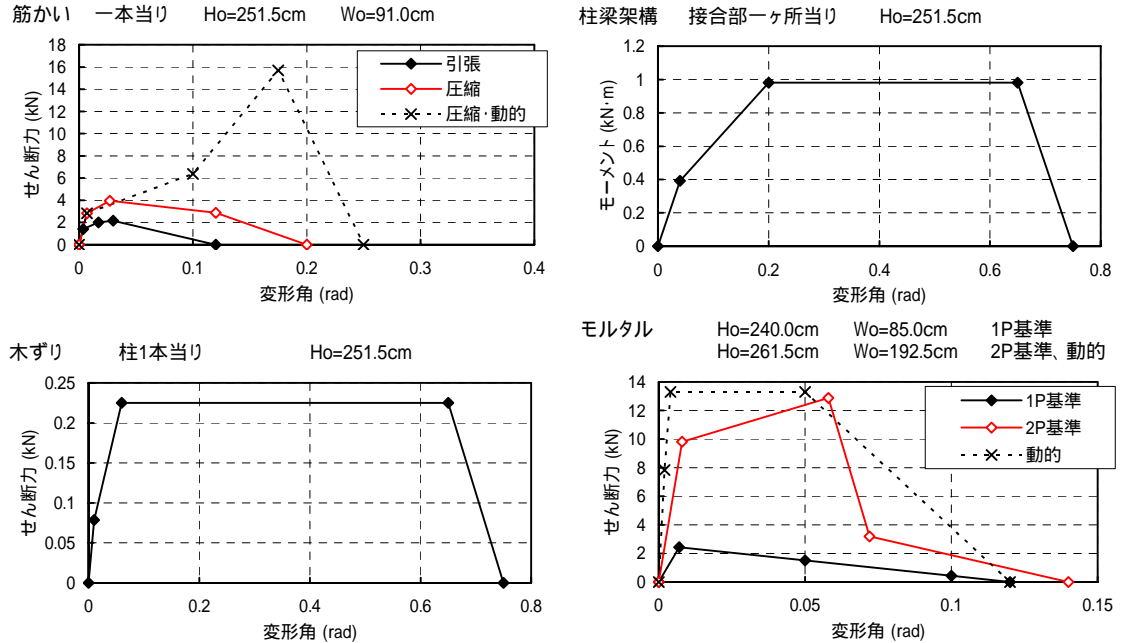 筋かい 一本当り Ho=251.5cm Wo=91.0cm
せん断力 (kN)
18
16
14
12
10
8
6
4
2
0
引張
圧縮
圧縮・動的
0 0.1 0.2 0.3 0.4
変形角 (rad)
柱梁架構 接合部一ヶ所当り Ho=251.5cm
モーメント (kN・m)
1.2
1
0.8
0.6
0.4
0.2
0
0 0.2 0.4 0.6 0.8
変形角 (rad)
木ずり 柱1本当り Ho=251.5cm
せん断力 (kN)
0.25
0.2
0.15
0.1
0.05
0
0 0.2 0.4 0.6 0.8
変形角 (rad)
モルタル Ho=240.0cm Wo=85.0cm 1P基準
Ho=261.5cm Wo=192.5cm 2P基準、動的
せん断力 (kN)
14
12
10
8
6
4
2
0
1P基準
2P基準
動的
0 0.05 0.1 0.15
変形角 (rad)